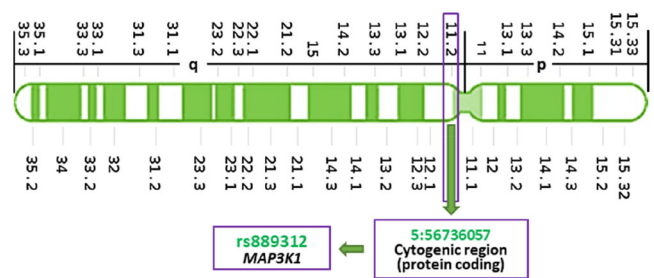 35.3 35.1 33.3 33.1 31.3 31.1 23.2 22.3 22.1 21.2 15 14.2 13.3 13.1 12.2 11.2 11 13.1 13.3 14.2 15.1 15.31 15.33
q p
35.2 34 33.2 32 31.2 23.3 23.1 22.2 21.3 21.1 14.3 14.1 13.2 12.3 12.1 11.1 12 13.2 14.1 14.3 15.2 15.32
rs889312
MAP3K1
5:56736057
Cytogenic region
(protein coding)